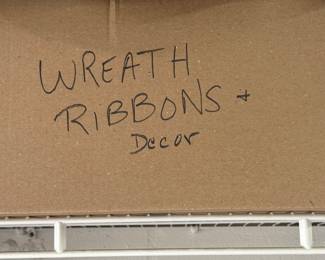 WREATH
RiBBONS +
Decor